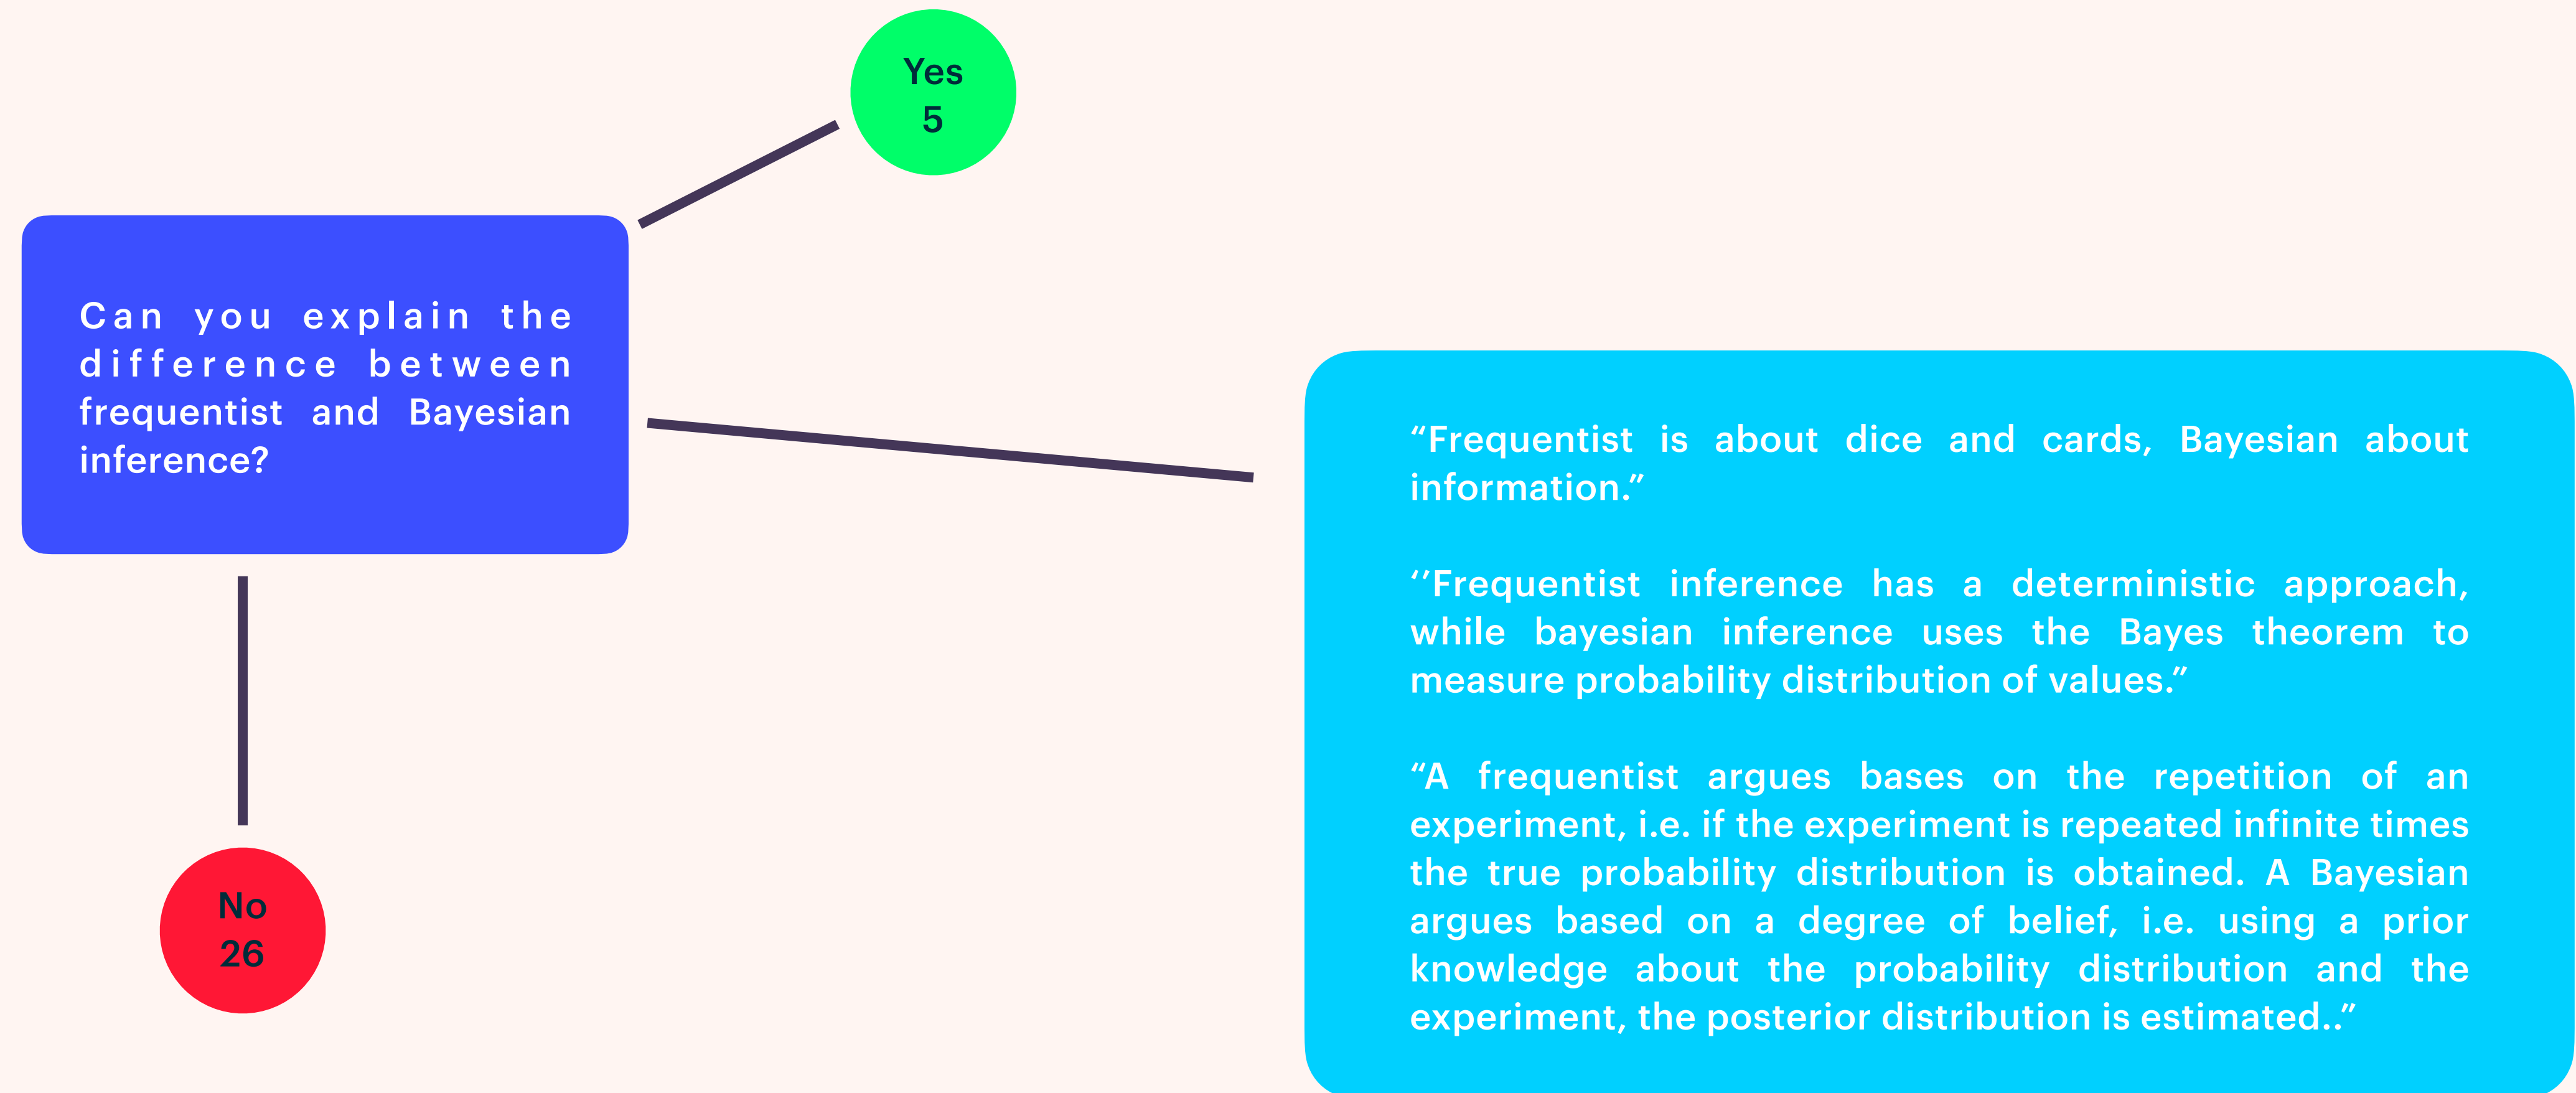 Yes
5
Can you explain the
difference between
frequentist and Bayesian
inference?
“Frequentist is about dice and cards, Bayesian about
information.”
‘’Frequentist inference has a deterministic approach,
while bayesian inference uses the Bayes theorem to
measure probability distribution of values.”
“A frequentist argues bases on the repetition of an
experiment, i.e. if the experiment is repeated infinite times
the true probability distribution is obtained. A Bayesian
argues based on a degree of belief, i.e. using a prior
knowledge about the probability distribution and the
experiment, the posterior distribution is estimated..”
No
26